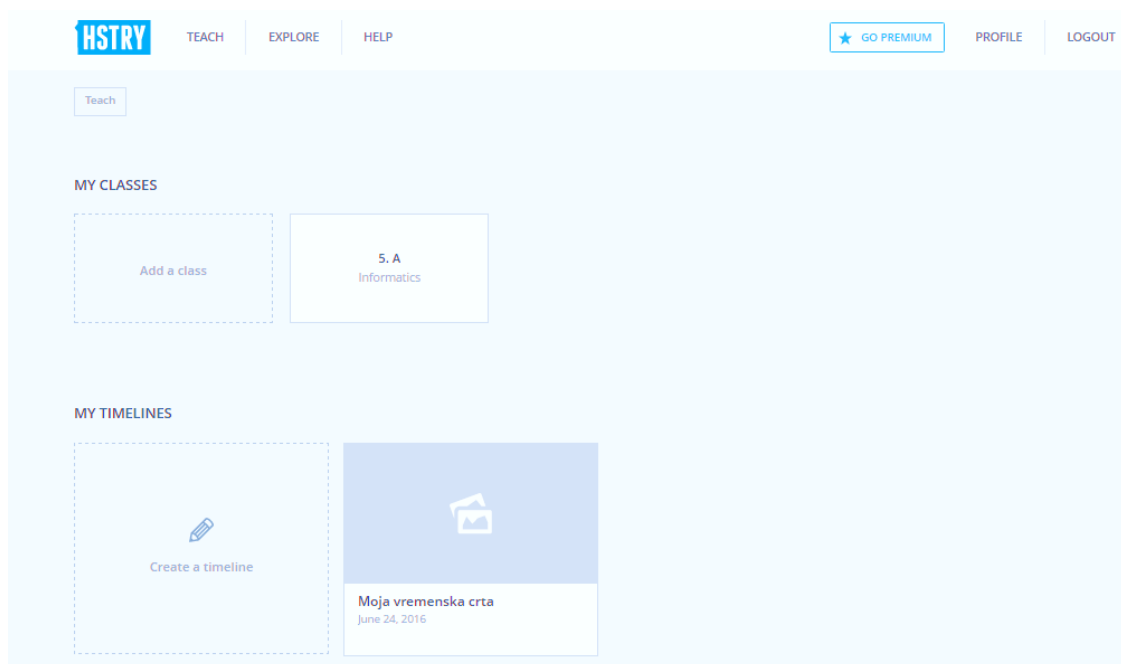 HSTRY TEACH EXPLORE HELP GO PREMIUM PROFILE LOGOUT
Teach
MY CLASSES
Add a class
5. A
Informatics
MY TIMELINES
Create a timeline
Moja vremenska crta
June 24, 2016